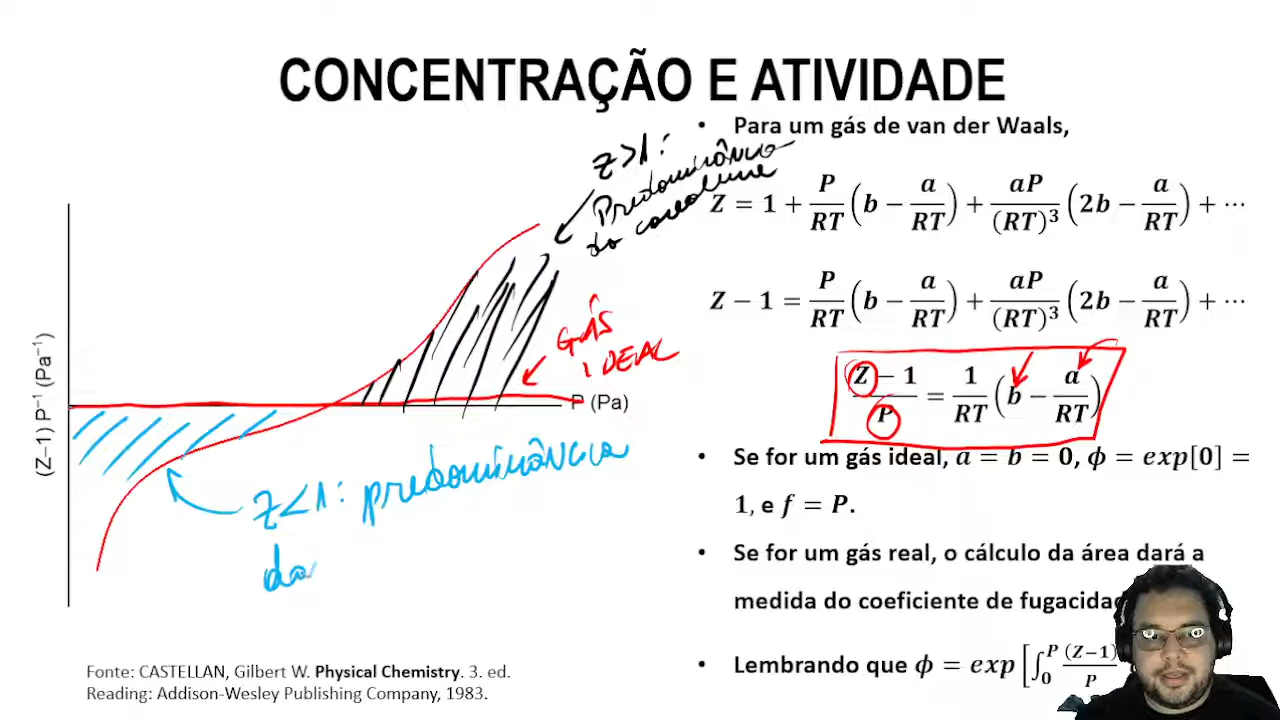 CONCENTRAÇÃO E ATIVIDADE
• Para um gás de van der Waals,
Z = 1 + P/RT (b − a/RT) + aP/(RT)³ (2b − a/RT) + ⋯
Z − 1 = P/RT (b − a/RT) + aP/(RT)³ (2b − a/RT) + ⋯
Z − 1/P = 1/RT (b − a/RT)
• Se for um gás ideal, a = b = 0, ϕ = exp[0] =
1, e f = P.
• Se for um gás real, o cálculo da área dará a
medida do coeficiente de fugacida
• Lembrando que ϕ = exp [∫₀ᴾ (Z−1)/P
(Z−1) P⁻¹ (Pa⁻¹)
P (Pa)
Z>1:
Predominância
do
GÁS
IDEAL
Z<1: predominância
da
Fonte: CASTELLAN, Gilbert W. Physical Chemistry. 3. ed.
Reading: Addison-Wesley Publishing Company, 1983.